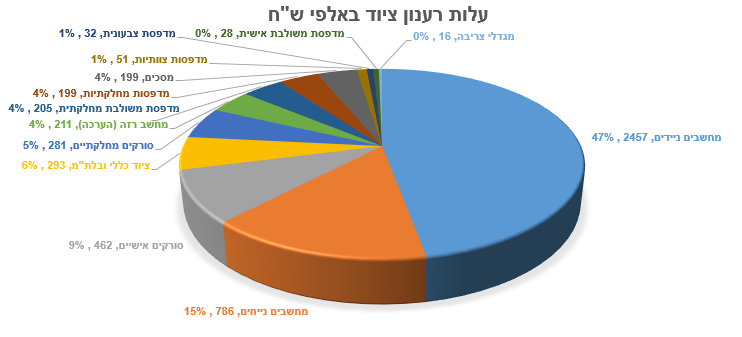 עלות רענון ציוד באלפי ש"ח
מגדלי צריבה, 16 , 0%
מדפסת משולבת אישית, 28 , 0%
מדפסת צבעונית, 32 , 1%
מדפסות צוותיות, 51 , 1%
מסכים, 199 , 4%
מדפסות מחלקתיות, 199 , 4%
מדפסת משולבת מחלקתית, 205 , 4%
מחשב רזה (הערכה), 211 , 4%
סורקים מחלקתיים, 281 , 5%
ציוד כללי ובלת"מ, 293 , 6%
סורקים אישיים, 462 , 9%
מחשבים נייחים, 786 , 15%
מחשבים ניידים, 2457 , 47%